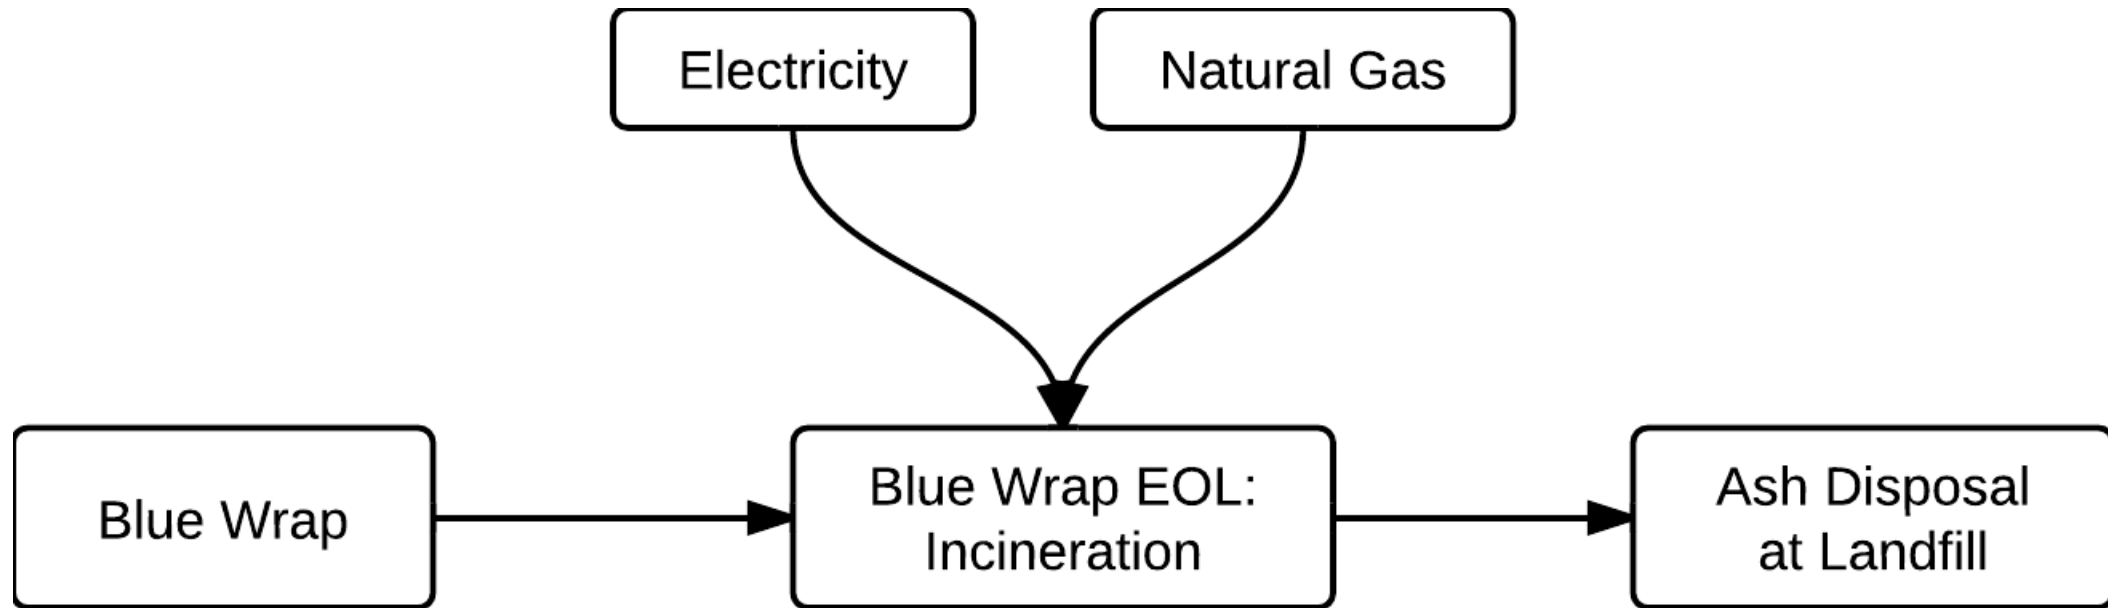 Electricity
Natural Gas
Blue Wrap
Blue Wrap EOL:
Incineration
Ash Disposal
at Landfill